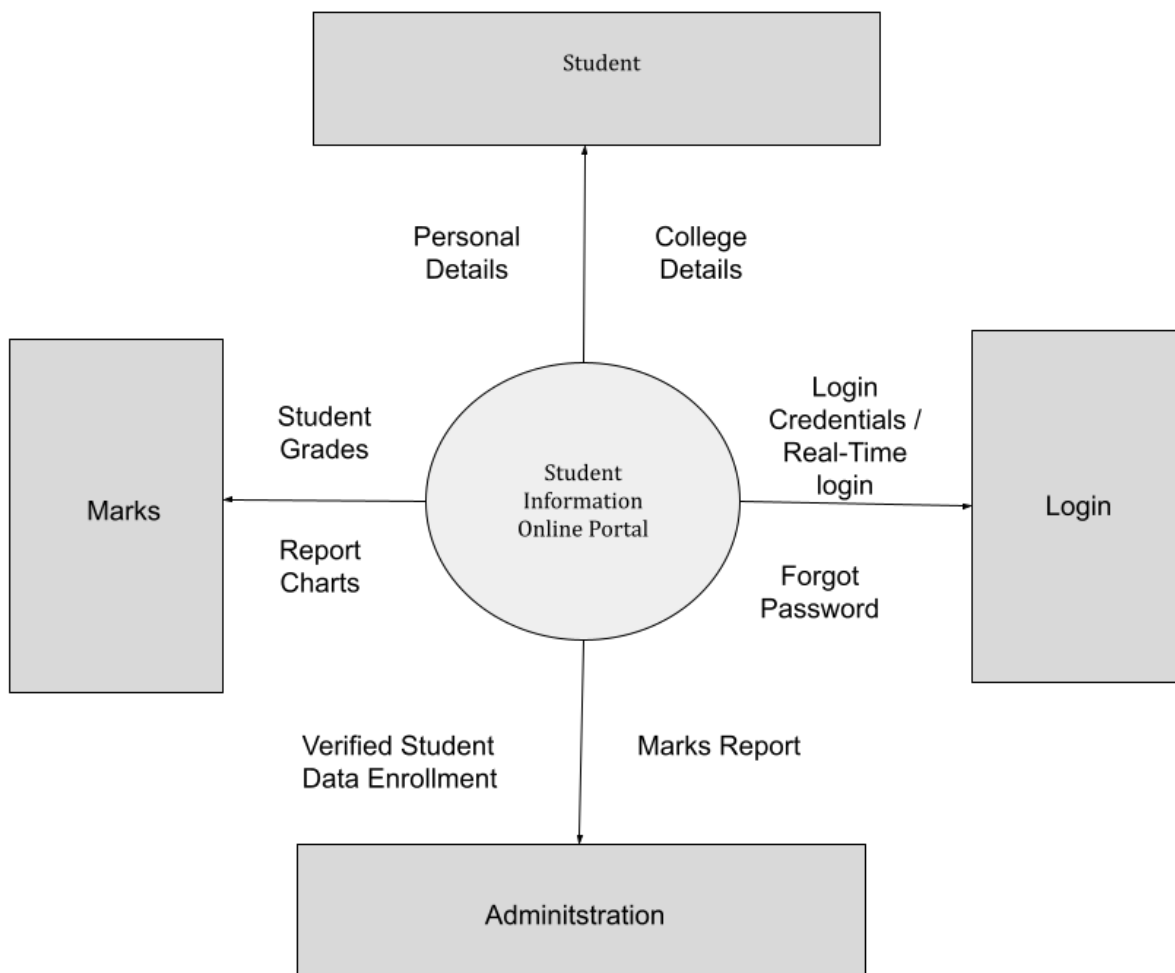 Student
Personal
Details
College
Details
Student
Grades
Login
Credentials /
Real-Time
login
Marks
Student
Information
Online Portal
Login
Report
Charts
Forgot
Password
Verified Student
Data Enrollment
Marks Report
Adminitstration